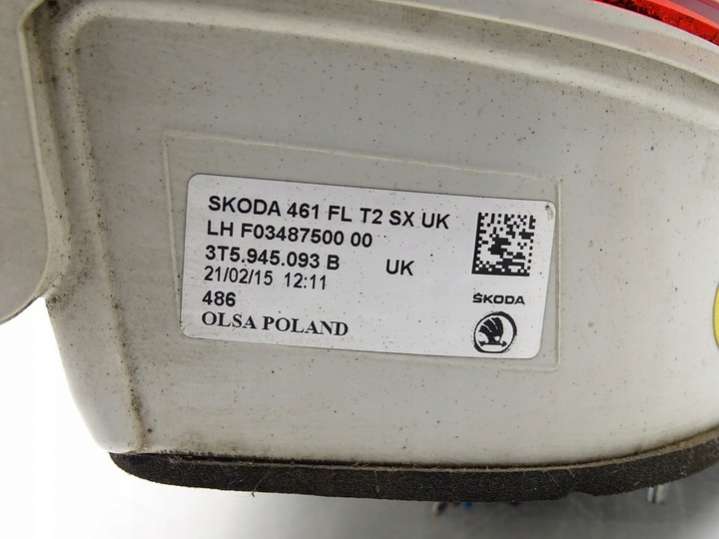 SKODA 461 FL T2 SX UK
LH F03487500 00
3T5.945.093 B UK
21/02/15 12:11
486
OLSA POLAND
ŠKODA